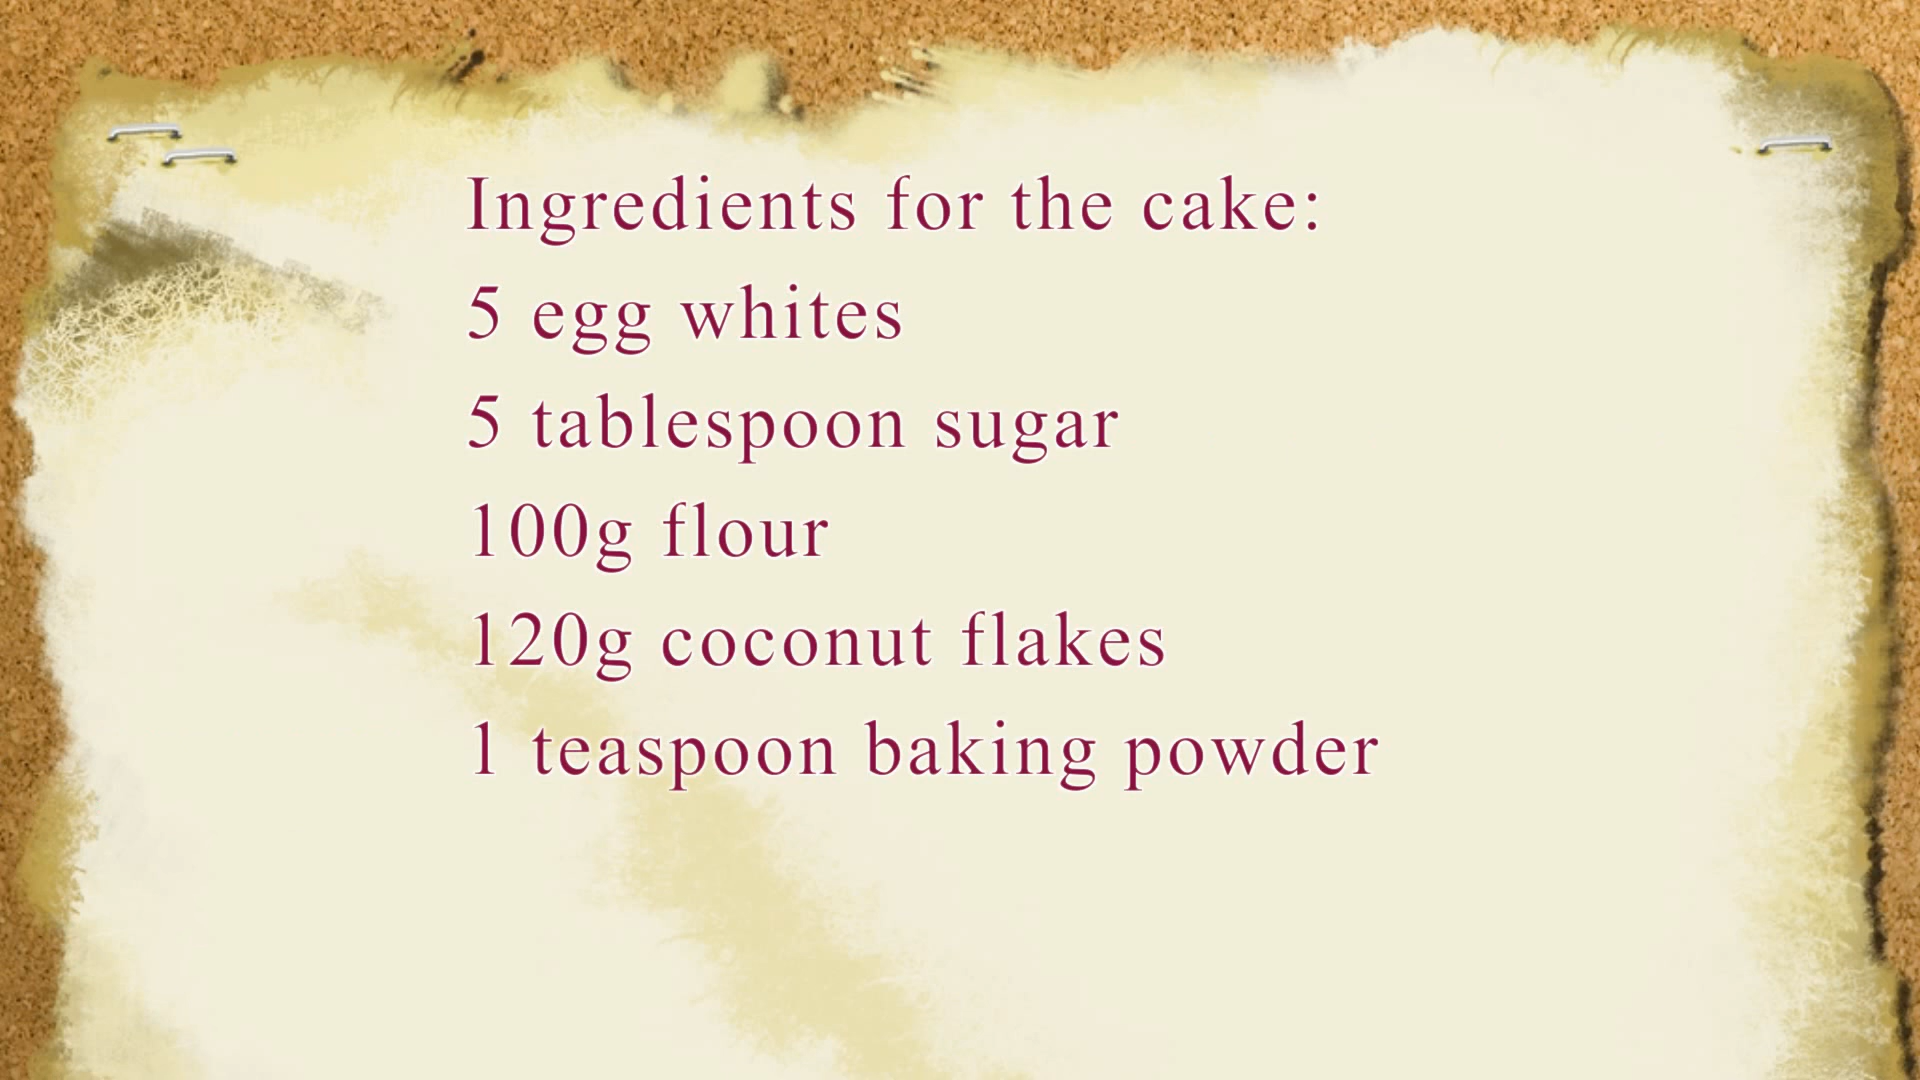 Ingredients for the cake:
5 egg whites
5 tablespoon sugar
100g flour
120g coconut flakes
1 teaspoon baking powder